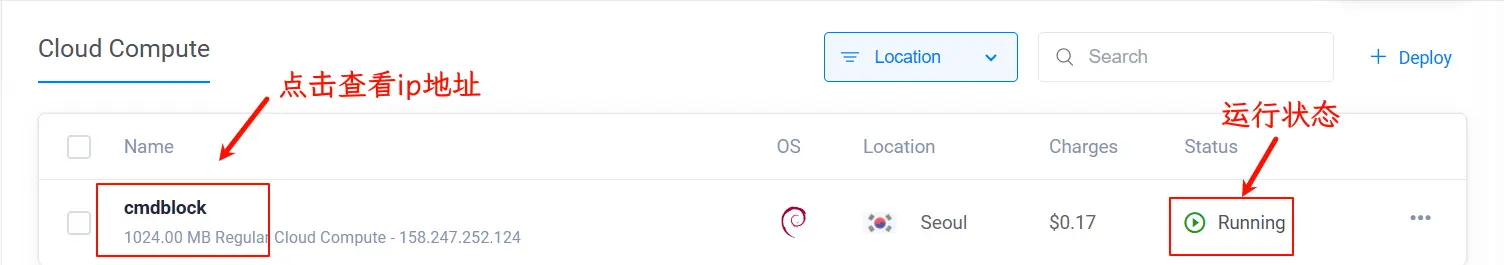 Cloud Compute
Location
Search
+ Deploy
点击查看ip地址
运行状态
Name
OS
Location
Charges
Status
cmdblock
1024.00 MB Regular Cloud Compute - 158.247.252.124
Seoul
$0.17
Running